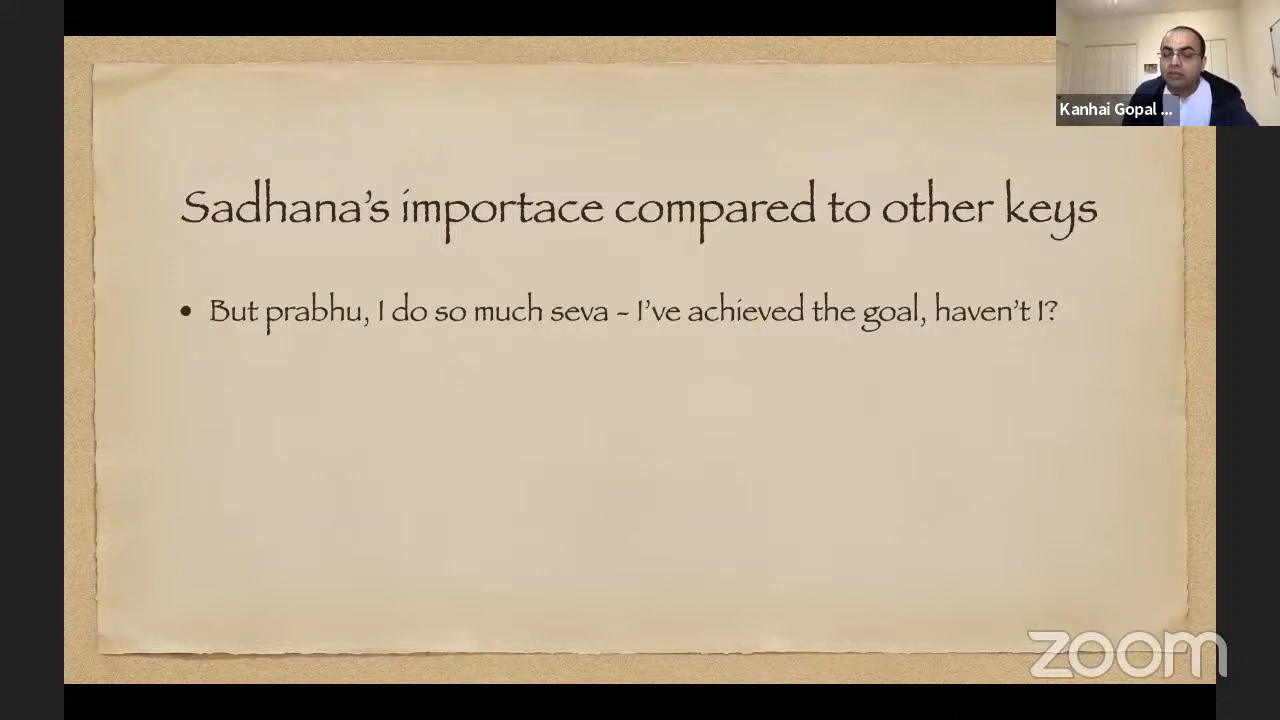 Kanhai Gopal ...
Sadhana's importace compared to other keys
• But prabhu, I do so much seva - I've achieved the goal, haven't I?
zoom